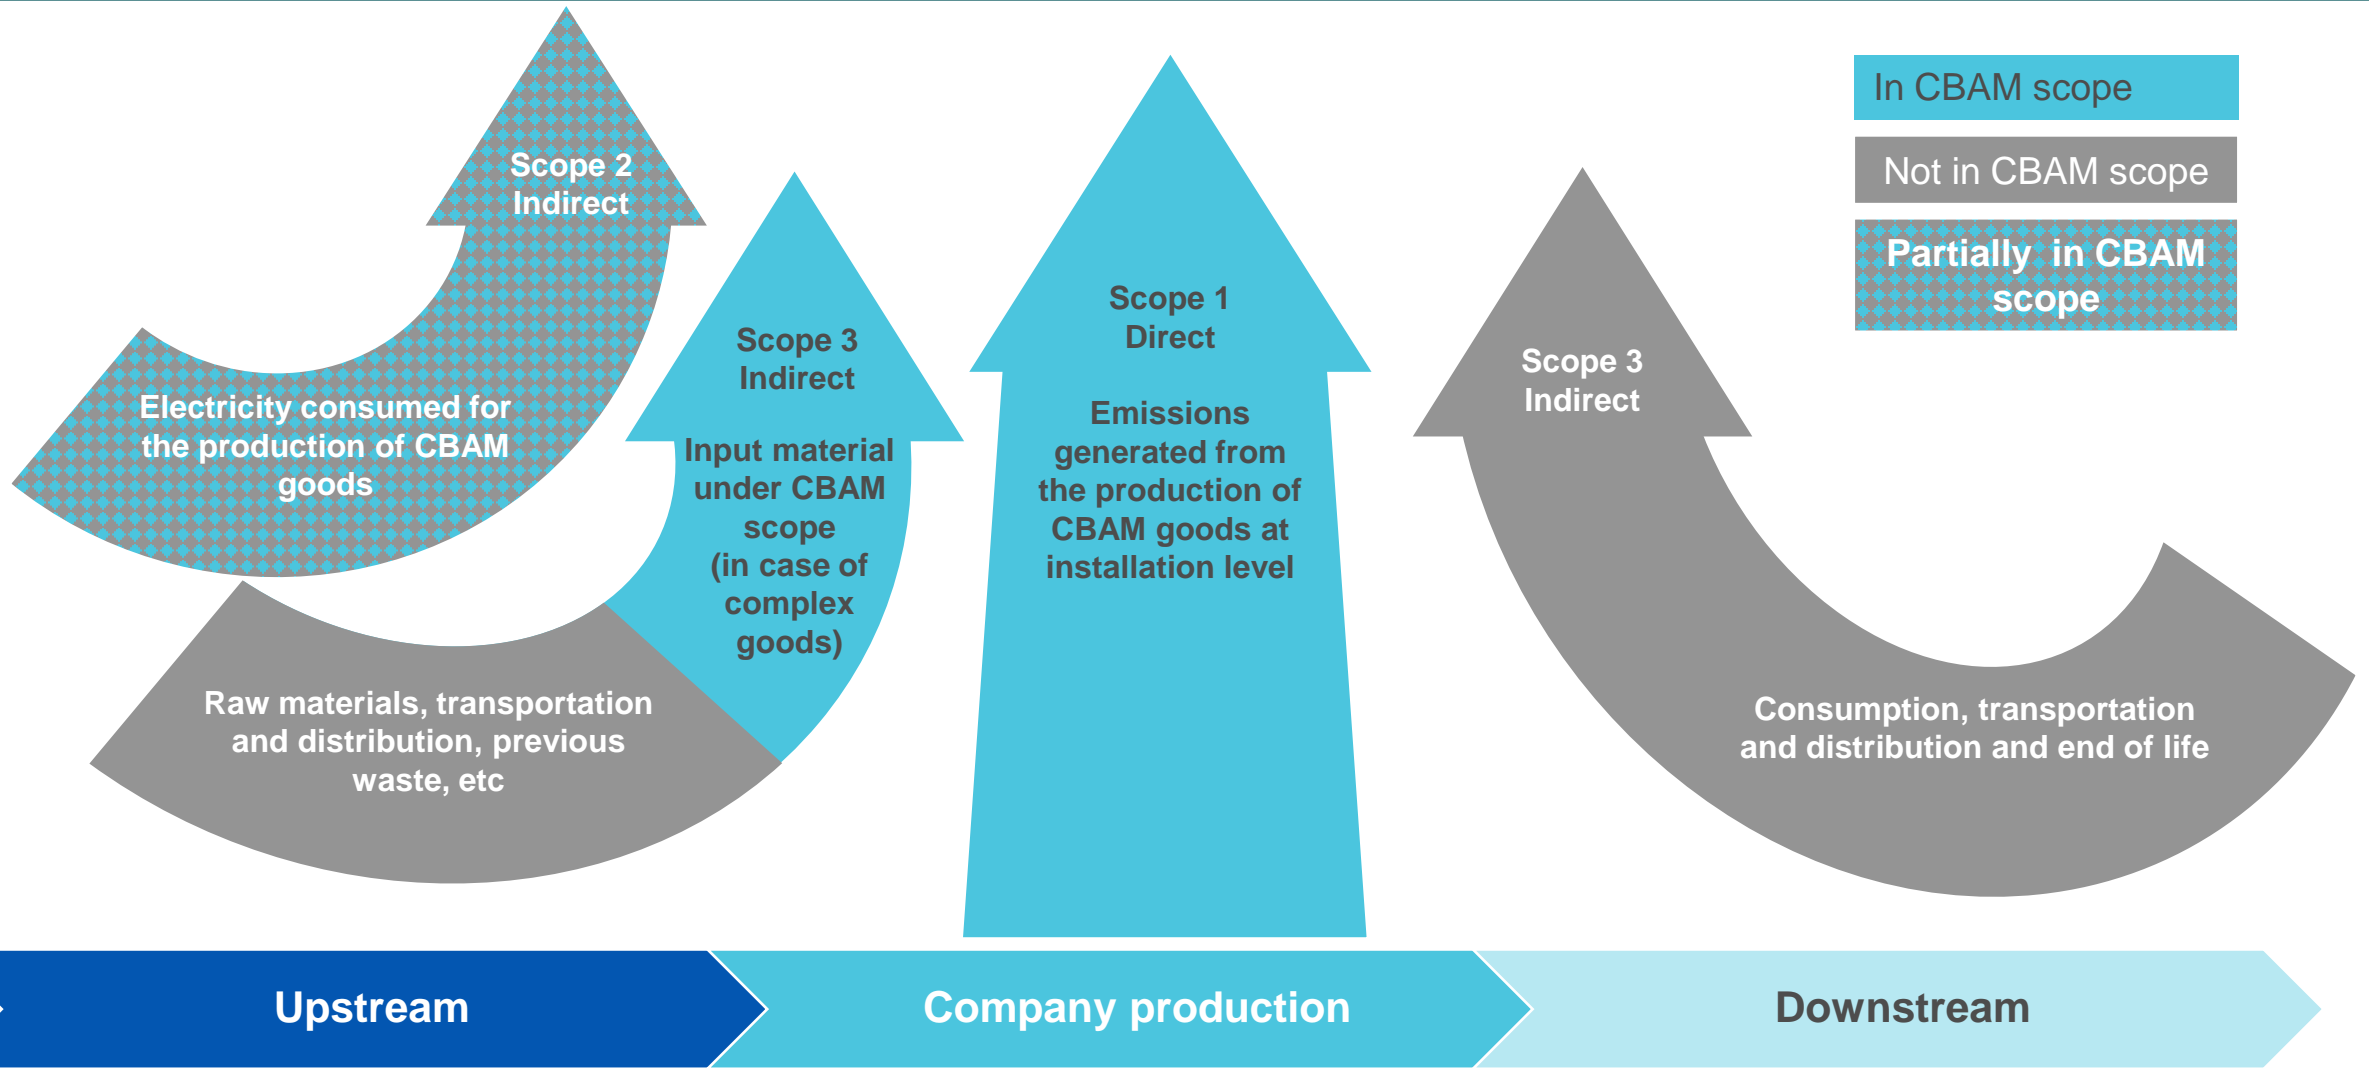 Scope 2
Indirect
Electricity consumed for
the production of CBAM
goods
Scope 3
Indirect
Input material
under CBAM
scope
(in case of
complex
goods)
Raw materials, transportation
and distribution, previous
waste, etc
Scope 1
Direct
Emissions
generated from
the production of
CBAM goods at
installation level
Scope 3
Indirect
Consumption, transportation
and distribution and end of life
In CBAM scope
Not in CBAM scope
Partially in CBAM
scope
Upstream
Company production
Downstream